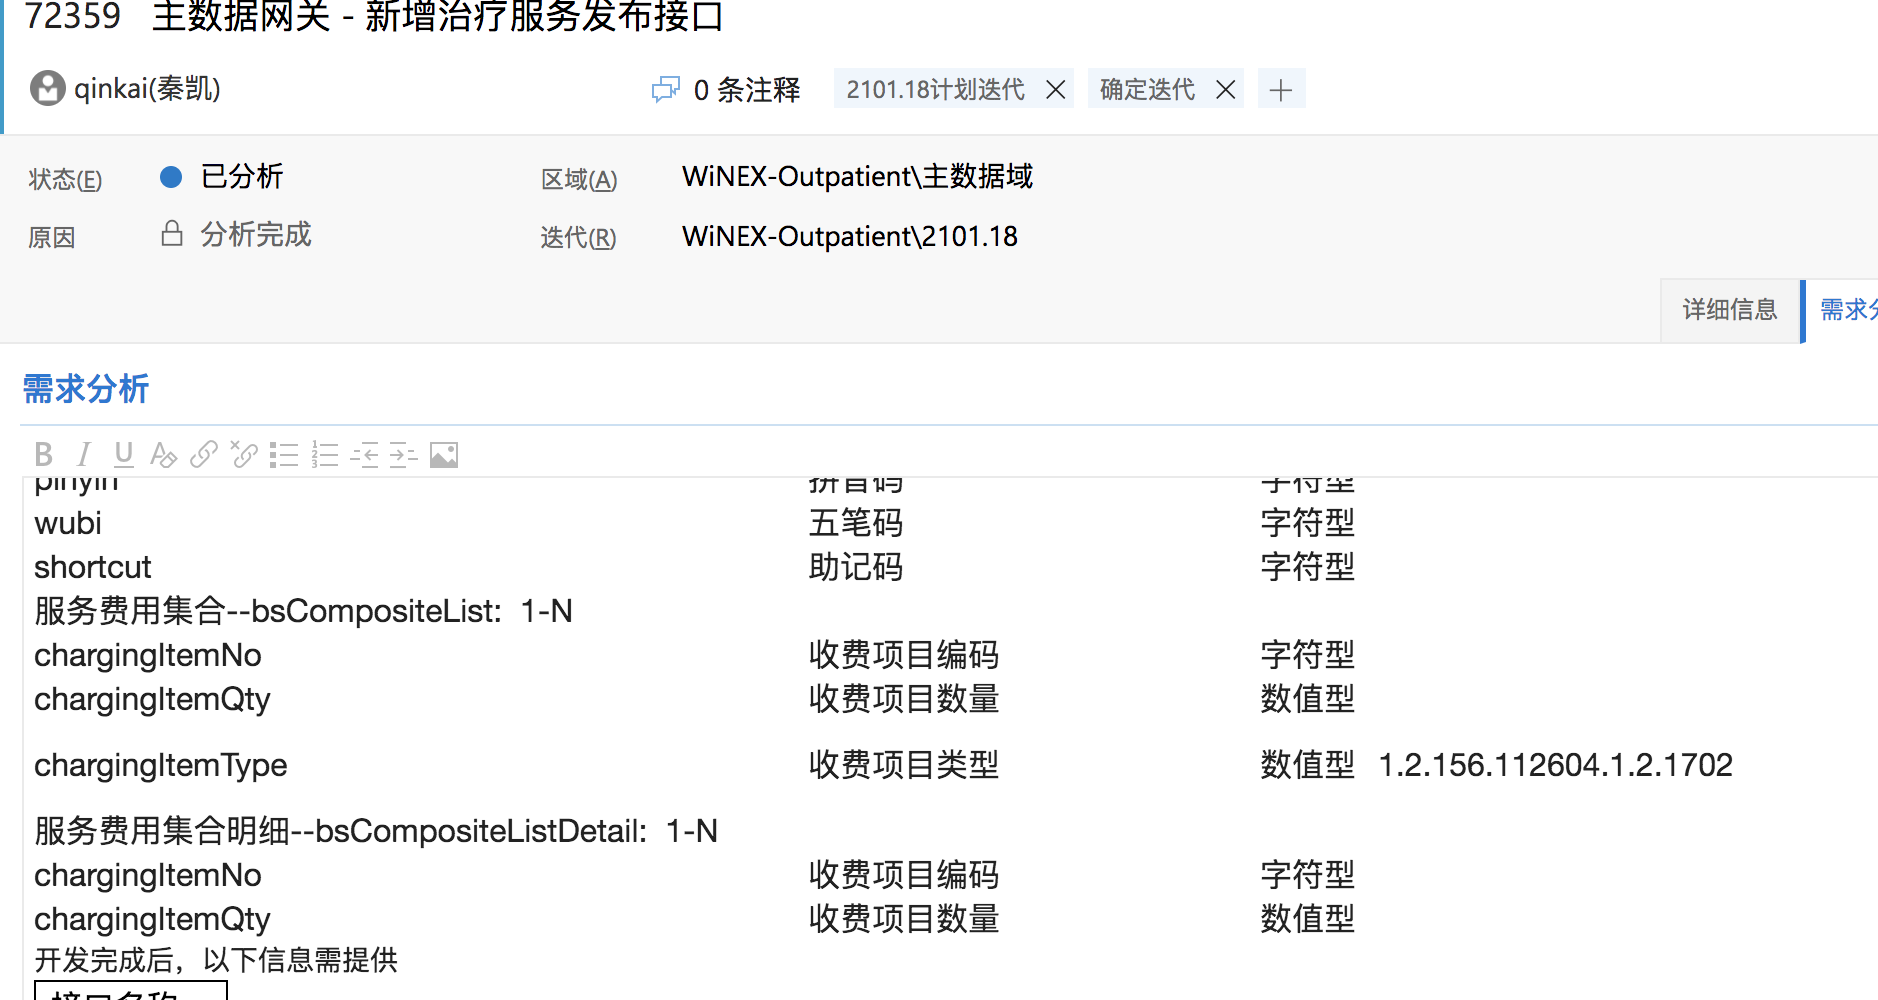 72359 主数据网关 - 新增治疗服务发布接口
qinkai(秦凯) 0 条注释 2101.18计划迭代 确定迭代
状态(E) 已分析 区域(A) WiNEX-Outpatient\主数据域
原因 分析完成 迭代(R) WiNEX-Outpatient\2101.18
详细信息 需求分
需求分析
pinyin 拼音码 字符型
wubi 五笔码 字符型
shortcut 助记码 字符型
服务费用集合--bsCompositeList: 1-N
chargingItemNo 收费项目编码 字符型
chargingItemQty 收费项目数量 数值型
chargingItemType 收费项目类型 数值型 1.2.156.112604.1.2.1702
服务费用集合明细--bsCompositeListDetail: 1-N
chargingItemNo 收费项目编码 字符型
chargingItemQty 收费项目数量 数值型
开发完成后，以下信息需提供
接口名称